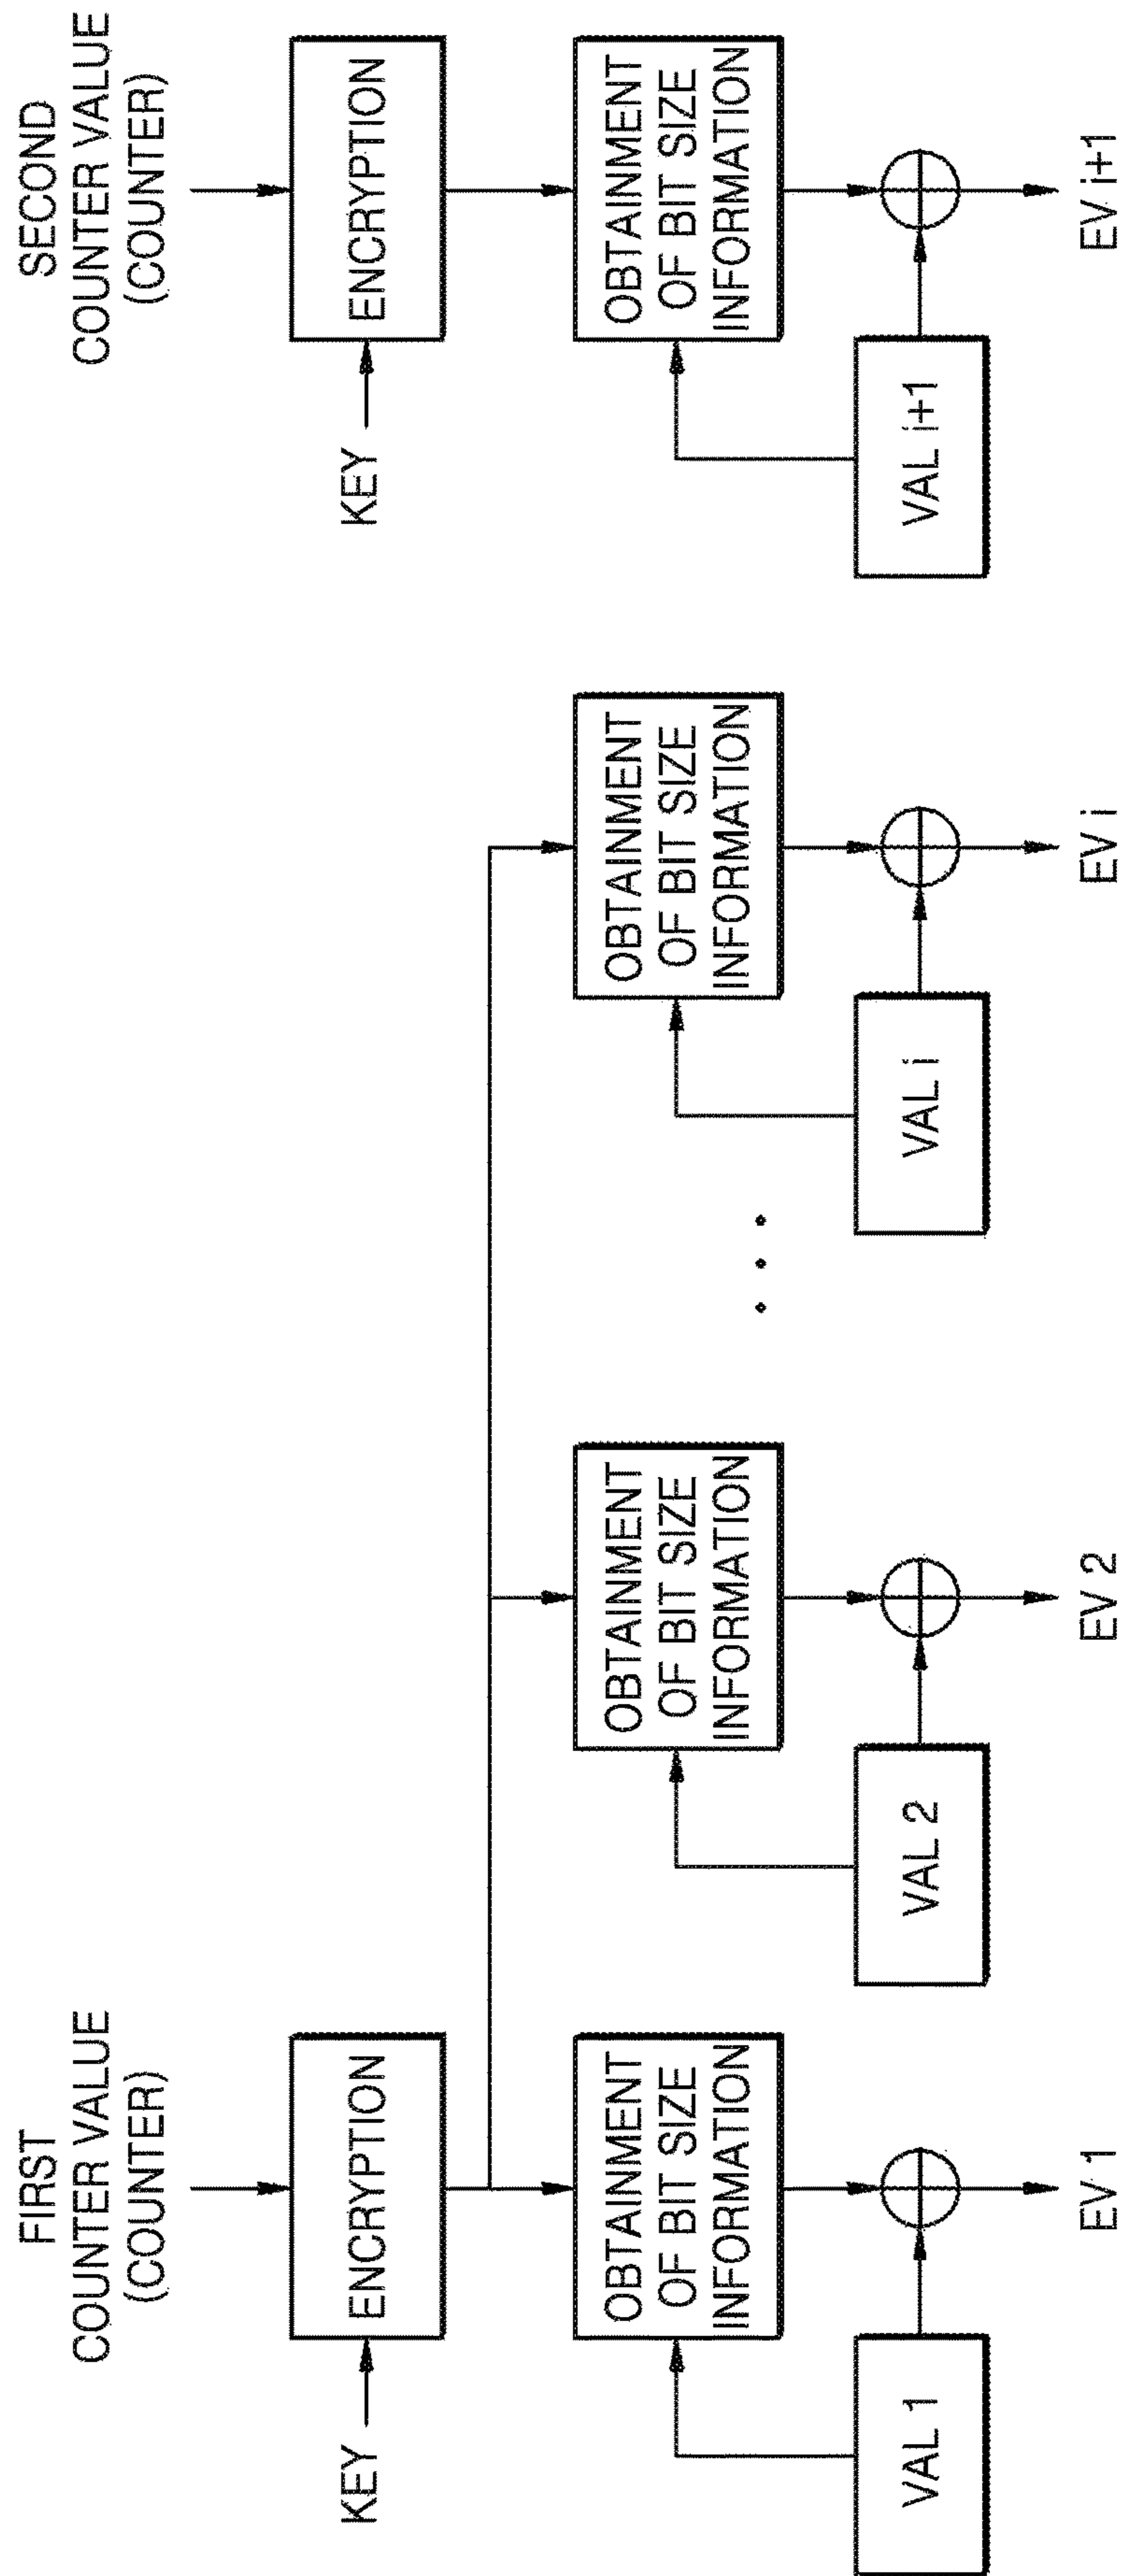 FIRST
COUNTER VALUE
(COUNTER)
SECOND
COUNTER VALUE
(COUNTER)
KEY
ENCRYPTION
KEY
ENCRYPTION
OBTAINMENT
OF BIT SIZE
INFORMATION
OBTAINMENT
OF BIT SIZE
INFORMATION
OBTAINMENT
OF BIT SIZE
INFORMATION
OBTAINMENT
OF BIT SIZE
INFORMATION
VAL 1
VAL 2
VAL i
VAL i+1
EV 1
EV 2
EV i
EV i+1